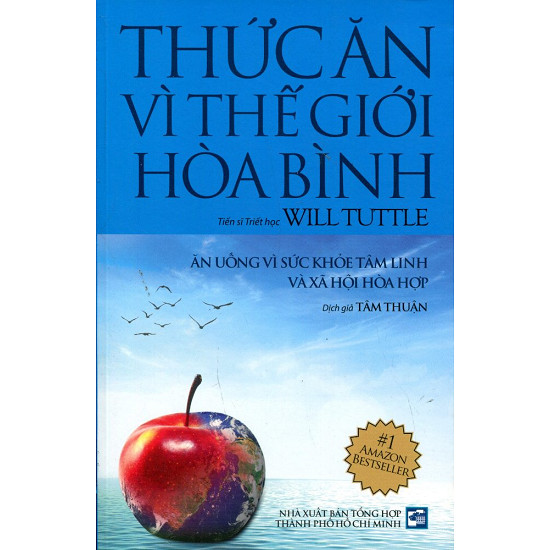 THỨC ĂN
VÌ THẾ GIỚI
HÒA BÌNH
Tiến sĩ Triết học WILL TUTTLE
ĂN UỐNG VÌ SỨC KHỎE TÂM LINH
VÀ XÃ HỘI HÒA HỢP
Dịch giả TÂM THUẬN
#1
AMAZON
BESTSELLER
NHÀ XUẤT BẢN TỔNG HỢP
THÀNH PHỐ HỒ CHÍ MINH